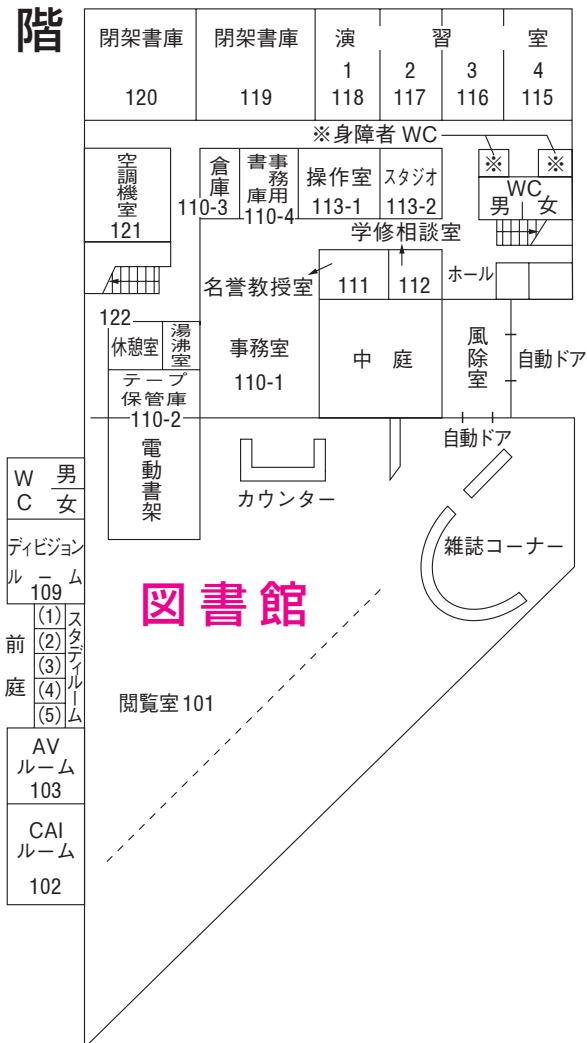 階
閉架書庫 閉架書庫 演 習 室
1 2 3 4
120 119 118 117 116 115
※身障者 WC
空調機室
121
倉庫
110-3
事務用書庫
110-4
操作室
113-1
スタジオ
113-2
※ ※
WC
男 女
学修相談室
名誉教授室
111 112
ホール
122
休憩室
湯沸室
事務室
110-1
中 庭
風除室
自動ドア
テープ
保管庫
110-2
自動ドア
電動書架
カウンター
雑誌コーナー
W 男
C 女
ディビジョン
ルーム
109
図書館
(1)
(2)
(3)
(4)
(5)
スタディルーム
前庭
閲覧室101
AV
ルーム
103
CAI
ルーム
102